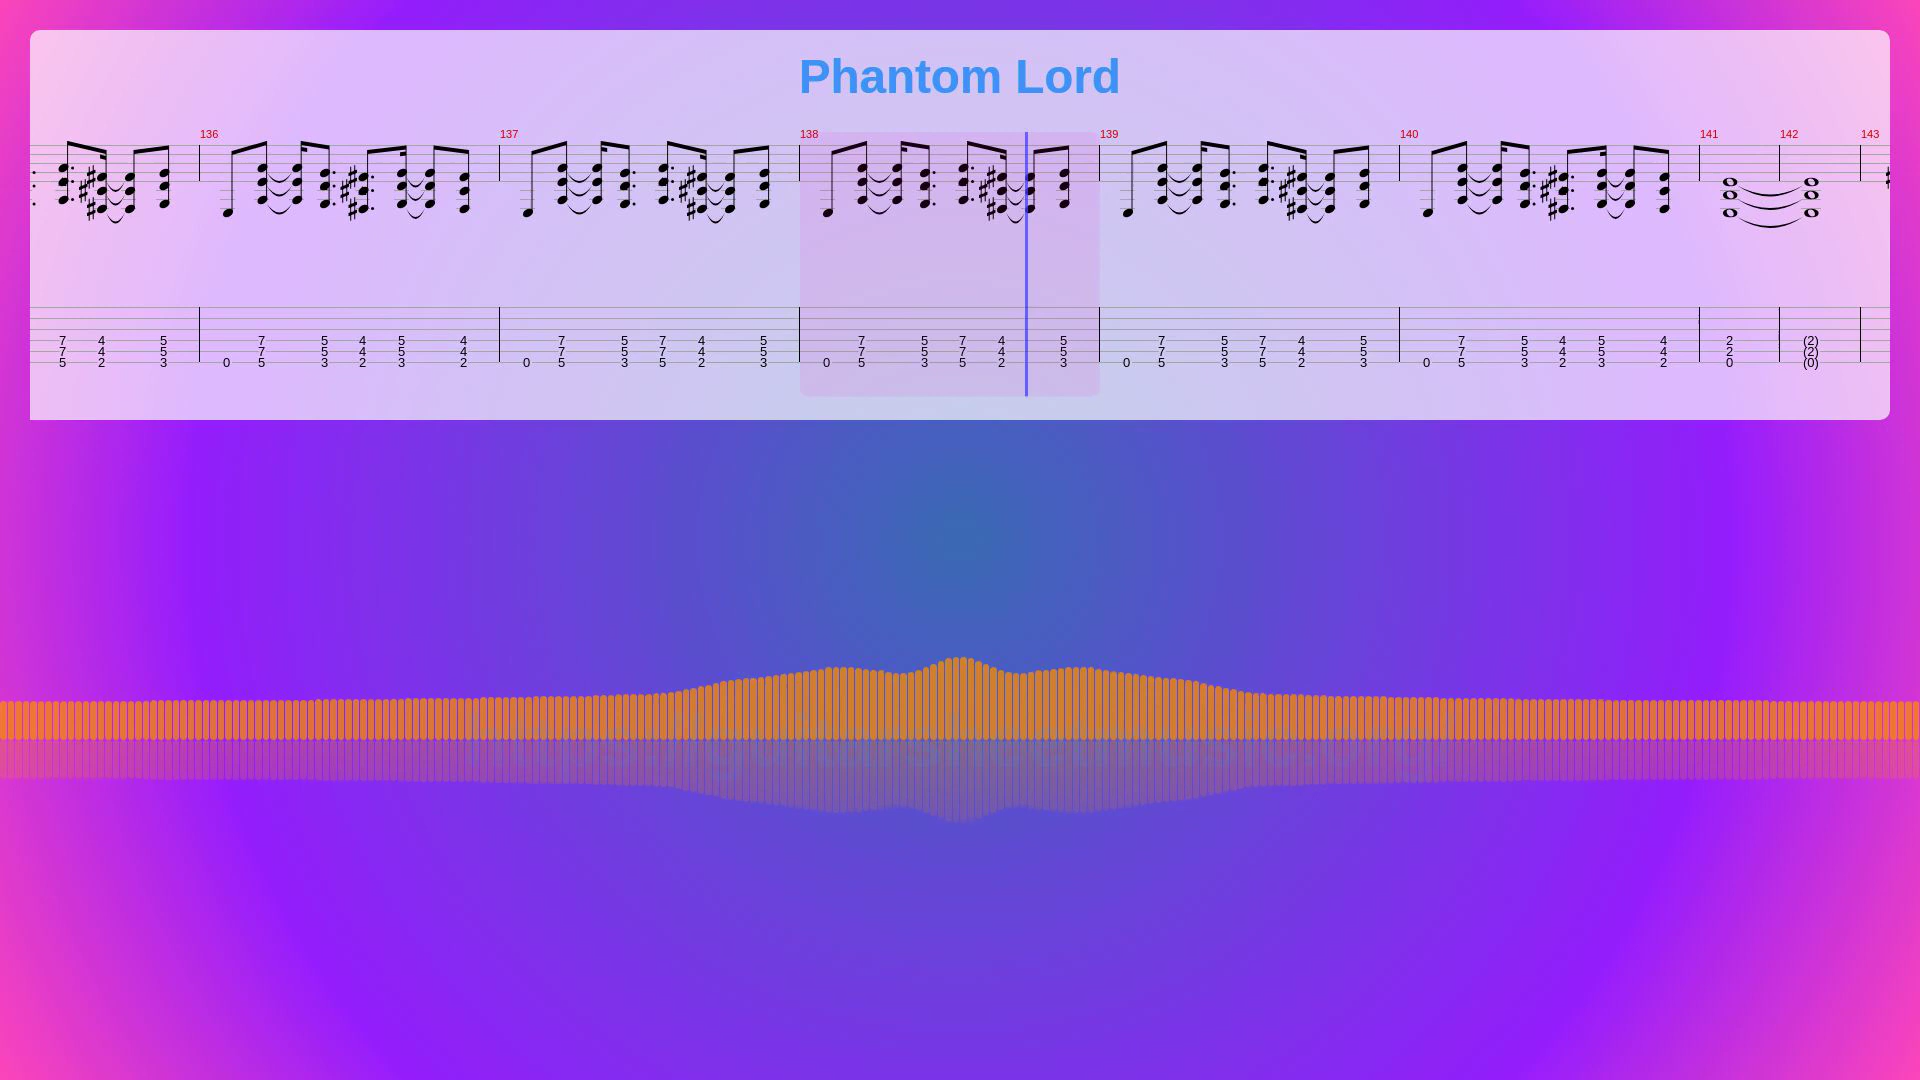 Phantom Lord
136 137 138 139 140 141 142 143
7 4 5 7 5 4 5 4 7 5 7 4 5 7 5 7 4 5 7 5 7 4 5 7 5 4 5 4 2 (2)
7 4 5 7 5 4 5 4 7 5 7 4 5 7 5 7 4 5 7 5 7 4 5 7 5 4 5 4 2 (2)
5 2 3 0 5 3 2 3 2 0 5 3 5 2 3 0 5 3 5 2 3 0 5 3 5 2 3 0 5 3 2 3 2 0 (0)